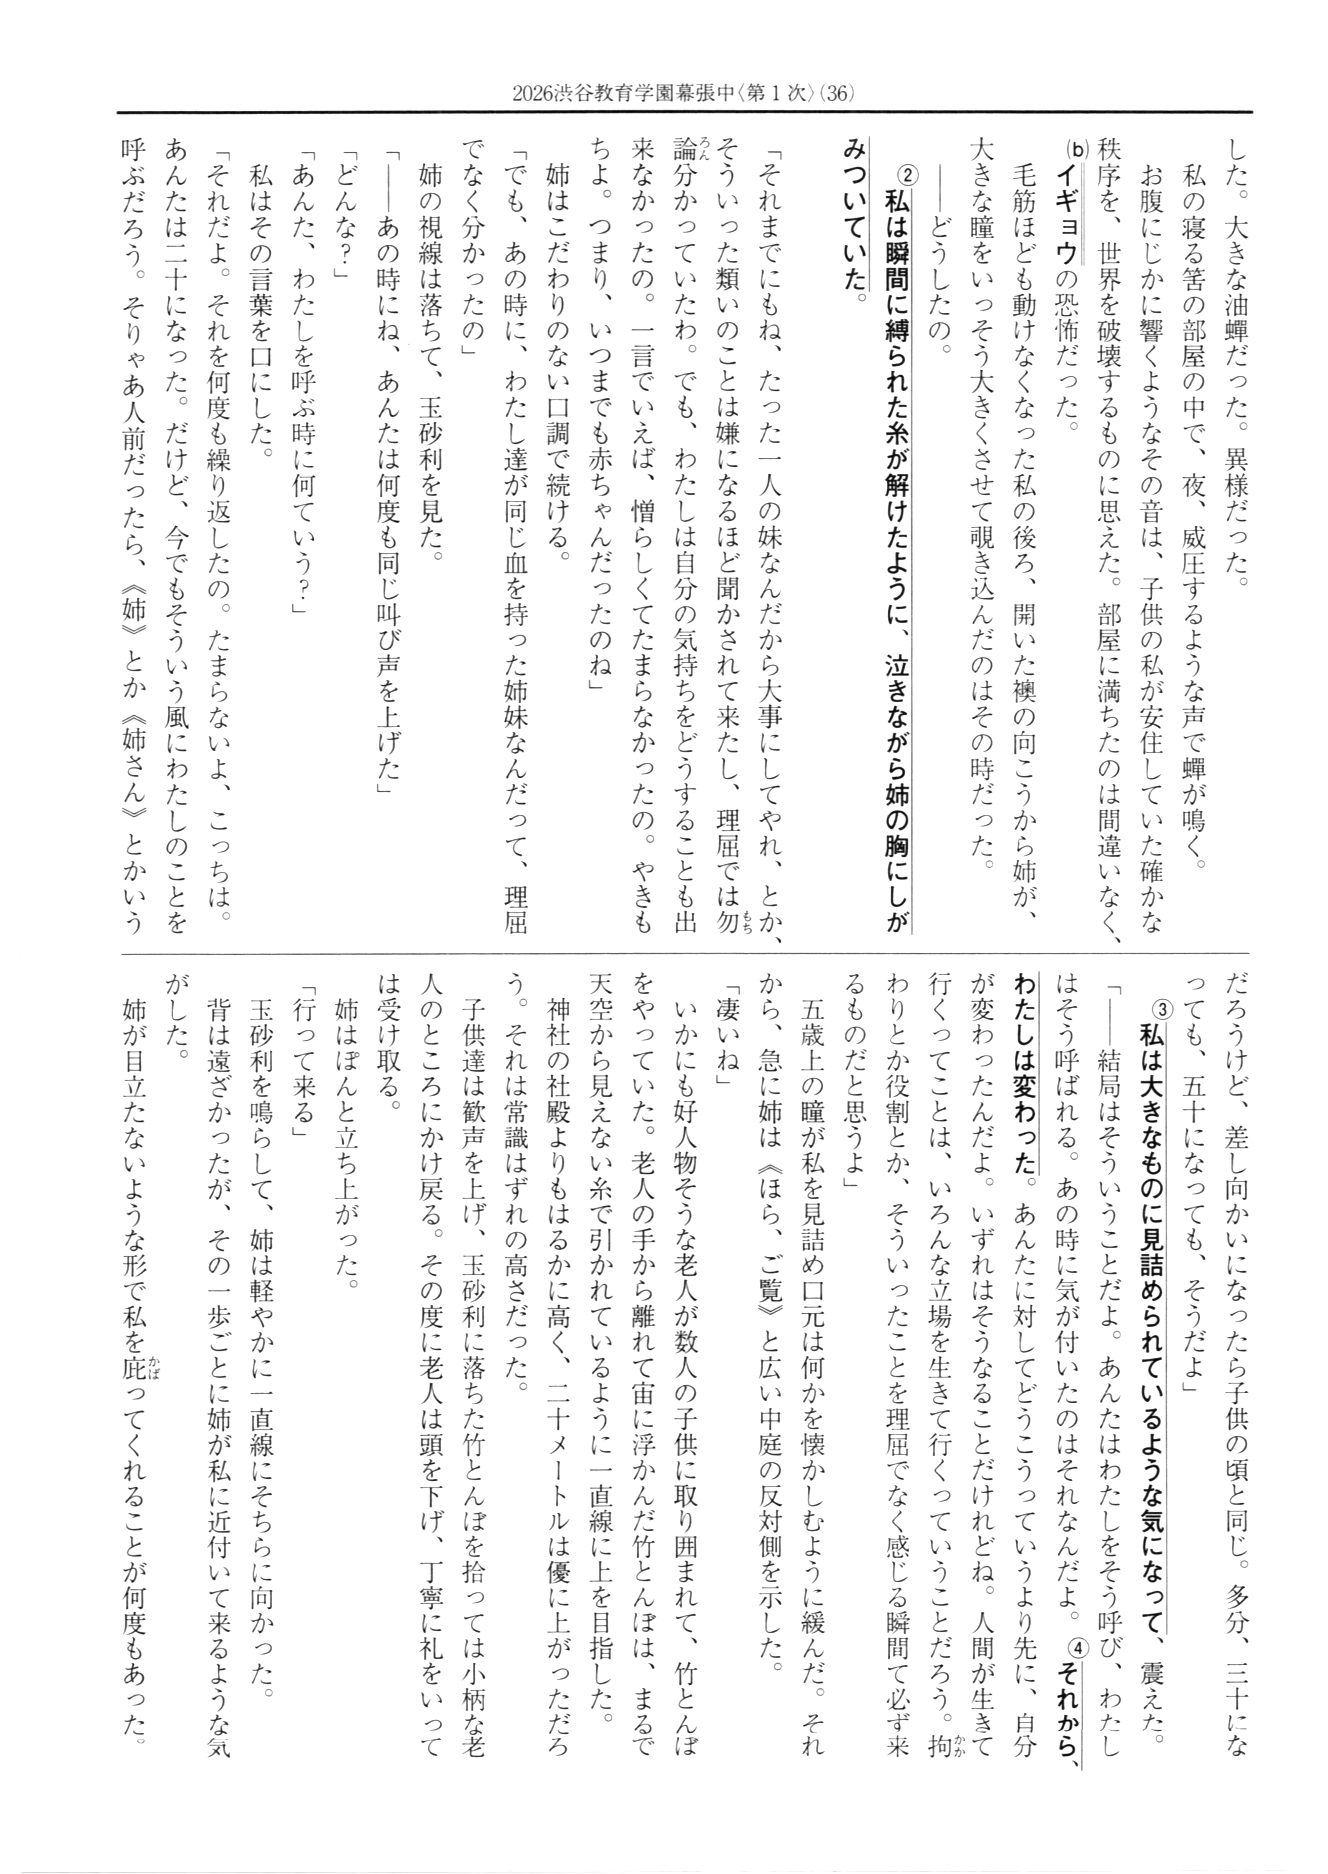 2026渋谷教育学園幕張中〈第1次〉(36)
した。大きな油蟬だった。異様だった。
私の寝る筈の部屋の中で、夜、威圧するような声で蟬が鳴く。
お腹にじかに響くようなその音は、子供の私が安住していた確かな
秩序を、世界を破壊するものに思えた。部屋に満ちたのは間違いなく、
(b)イギョウの恐怖だった。
毛筋ほども動けなくなった私の後ろ、開いた襖の向こうから姉が、
大きな瞳をいっそう大きくさせて覗き込んだのはその時だった。
――どうしたの。
②私は瞬間に縛られた糸が解けたように、泣きながら姉の胸にしが
みついていた。
「それまでにもね、たった一人の妹なんだから大事にしてやれ、とか、
そういった類いのことは嫌になるほど聞かされて来たし、理屈では勿もち
論ろん分かっていたわ。でも、わたしは自分の気持ちをどうすることも出
来なかったの。一言でいえば、憎らしくてたまらなかったの。やきも
ちよ。つまり、いつまでも赤ちゃんだったのね」
姉はこだわりのない口調で続ける。
「でも、あの時に、わたし達が同じ血を持った姉妹なんだって、理屈
でなく分かったの」
姉の視線は落ちて、玉砂利を見た。
「――あの時にね、あんたは何度も同じ叫び声を上げた」
「どんな？」
「あんた、わたしを呼ぶ時に何ていう？」
私はその言葉を口にした。
「それだよ。それを何度も繰り返したの。たまらないよ、こっちは。
あんたは二十になった。だけど、今でもそういう風にわたしのことを
呼ぶだろう。そりゃあ人前だったら、《姉》とか《姉さん》とかいう
だろうけど、差し向かいになったら子供の頃と同じ。多分、三十にな
っても、五十になっても、そうだよ」
③私は大きなものに見詰められているような気になって、震えた。
「――結局はそういうことだよ。あんたはわたしをそう呼び、わたし
はそう呼ばれる。あの時に気が付いたのはそれなんだよ。④それから、
わたしは変わった。あんたに対してどうこうっていうより先に、自分
が変わったんだよ。いずれはそうなることだけれどね。人間が生きて
行くってことは、いろんな立場を生きて行くっていうことだろう。拘かか
わりとか役割とか、そういったことを理屈でなく感じる瞬間て必ず来
るものだと思うよ」
五歳上の瞳が私を見詰め口元は何かを懐かしむように緩んだ。それ
から、急に姉は《ほら、ご覧》と広い中庭の反対側を示した。
「凄いね」
いかにも好人物そうな老人が数人の子供に取り囲まれて、竹とんぼ
をやっていた。老人の手から離れて宙に浮かんだ竹とんぼは、まるで
天空から見えない糸で引かれているように一直線に上を目指した。
神社の社殿よりもはるかに高く、二十メートルは優に上がっただろ
う。それは常識はずれの高さだった。
子供達は歓声を上げ、玉砂利に落ちた竹とんぼを拾っては小柄な老
人のところにかけ戻る。その度に老人は頭を下げ、丁寧に礼をいって
は受け取る。
姉はぽんと立ち上がった。
「行って来る」
玉砂利を鳴らして、姉は軽やかに一直線にそちらに向かった。
背は遠ざかったが、その一歩ごとに姉が私に近付いて来るような気
がした。
姉が目立たないような形で私を庇かばってくれることが何度もあった。